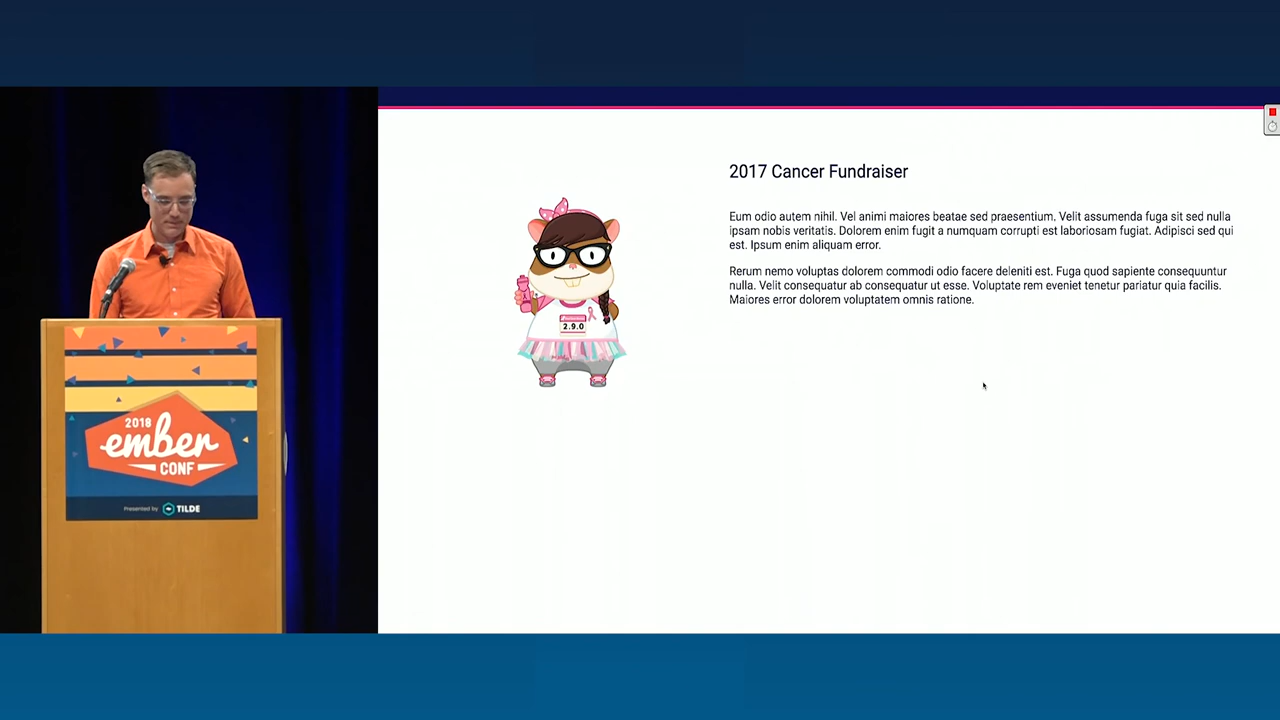 2017 Cancer Fundraiser
Eum odio autem nihil. Vel animi maiores beatae sed praesentium. Velit assumenda fuga sit sed nulla
ipsam nobis veritatis. Dolorem enim fugit a numquam corrupti est laboriosam fugiat. Adipisci sed qui
est. Ipsum enim aliquam error.
Rerum nemo voluptas dolorem commodi odio facere deleniti est. Fuga quod sapiente consequuntur
nulla. Velit consequatur ab consequatur ut esse. Voluptate rem eveniet tenetur pariatur quia facilis.
Maiores error dolorem voluptatem omnis ratione.
2.9.0
2018
ember
CONF
Presented by TILDE